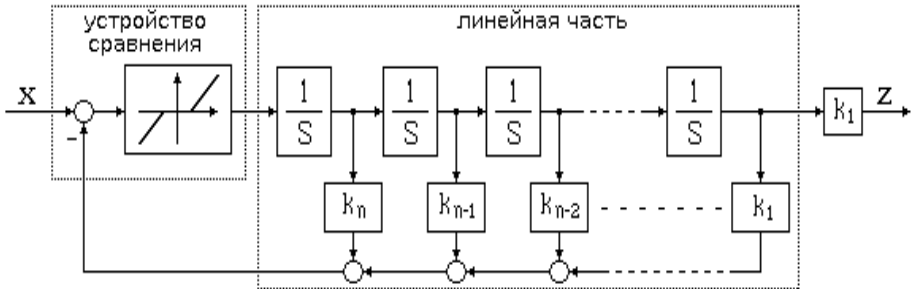 устройство
сравнения
линейная часть
X
-
1
S
1
S
1
S
1
S
k₁
Z
kₙ
kₙ₋₁
kₙ₋₂
k₁